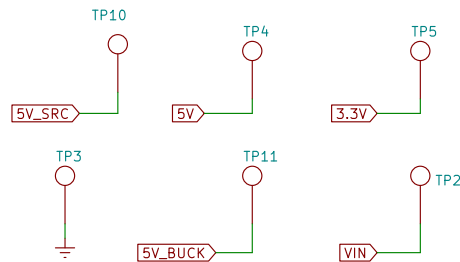 TP10
TP4
TP5
5V_SRC
5V
3.3V
TP3
TP11
TP2
5V_BUCK
VIN